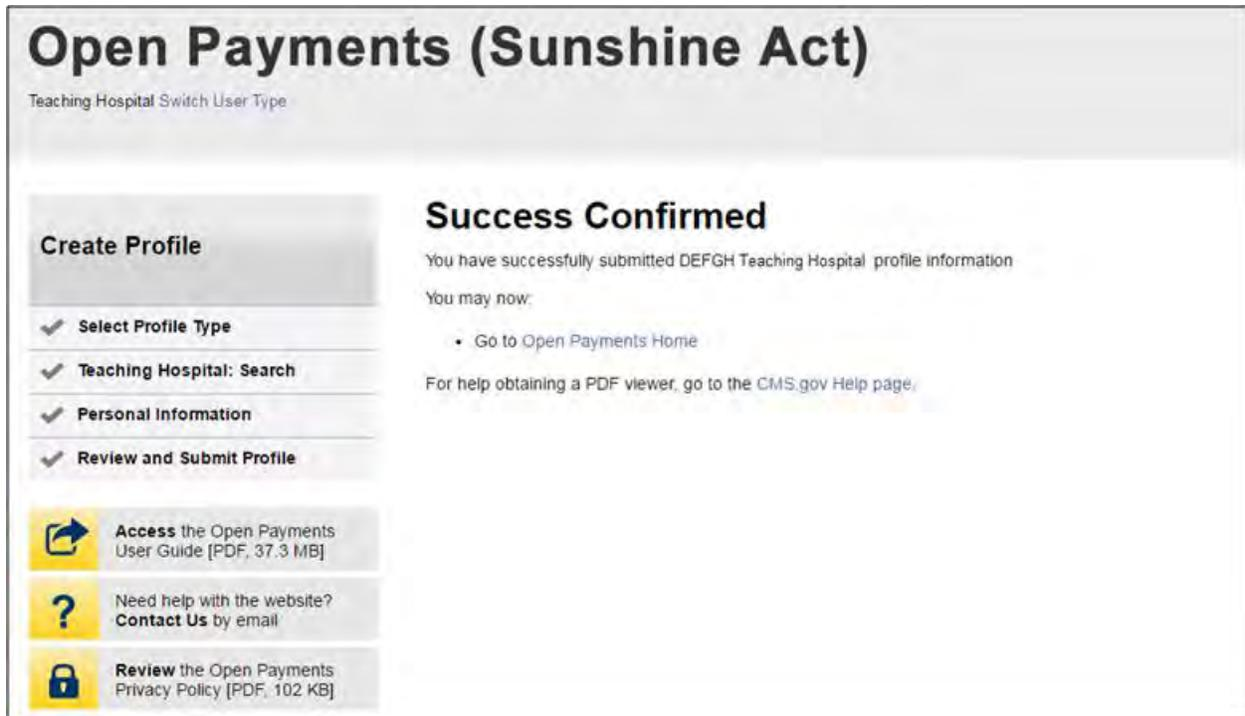 Open Payments (Sunshine Act)
Teaching Hospital Switch User Type
Create Profile
Select Profile Type
Teaching Hospital: Search
Personal Information
Review and Submit Profile
Access the Open Payments
User Guide [PDF, 37.3 MB]
Need help with the website?
Contact Us by email
Review the Open Payments
Privacy Policy [PDF, 102 KB]
Success Confirmed
You have successfully submitted DEFGH Teaching Hospital profile information
You may now:
• Go to Open Payments Home
For help obtaining a PDF viewer, go to the CMS.gov Help page.